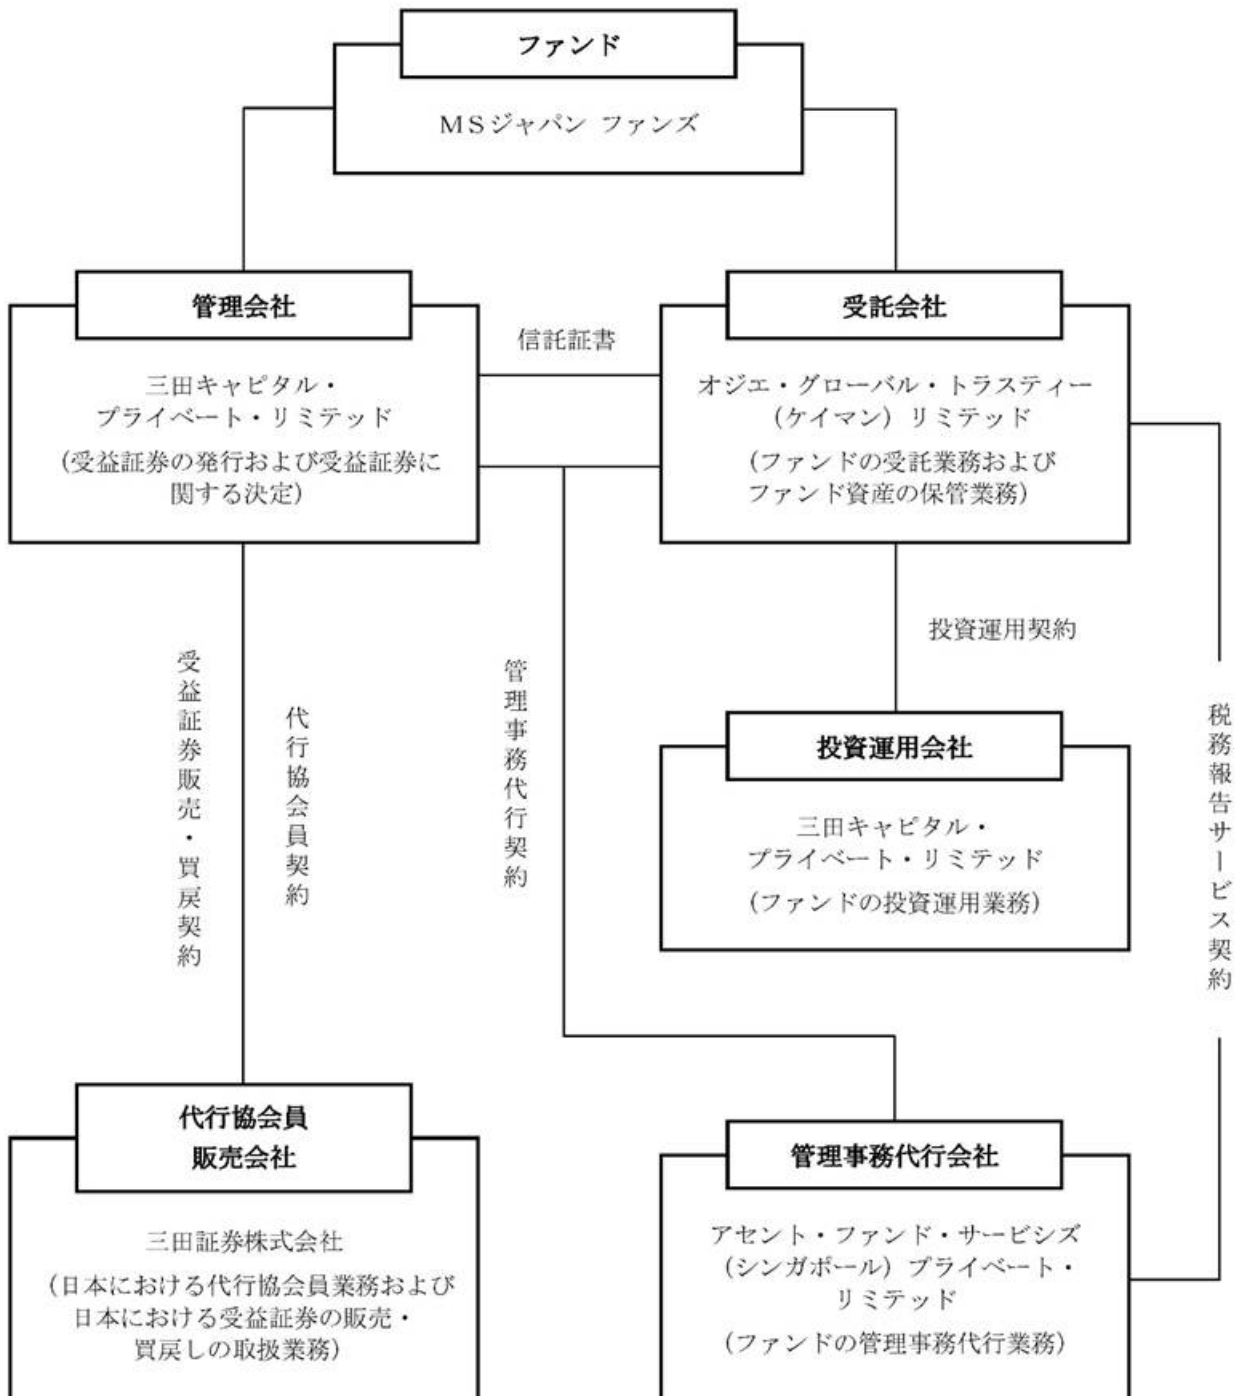 ファンド
MSジャパン ファンズ
管理会社
三田キャピタル・
プライベート・リミテッド
(受益証券の発行および受益証券に
関する決定)
信託証書
受託会社
オジエ・グローバル・トラスティー
(ケイマン) リミテッド
(ファンドの受託業務および
ファンド資産の保管業務)
投資運用契約
受益証券販売・買戻契約
代行協会員契約
管理事務代行契約
税務報告サービス契約
投資運用会社
三田キャピタル・
プライベート・リミテッド
(ファンドの投資運用業務)
代行協会員
販売会社
三田証券株式会社
(日本における代行協会員業務および
日本における受益証券の販売・
買戻しの取扱業務)
管理事務代行会社
アセント・ファンド・サービシズ
(シンガポール) プライベート・
リミテッド
(ファンドの管理事務代行業務)